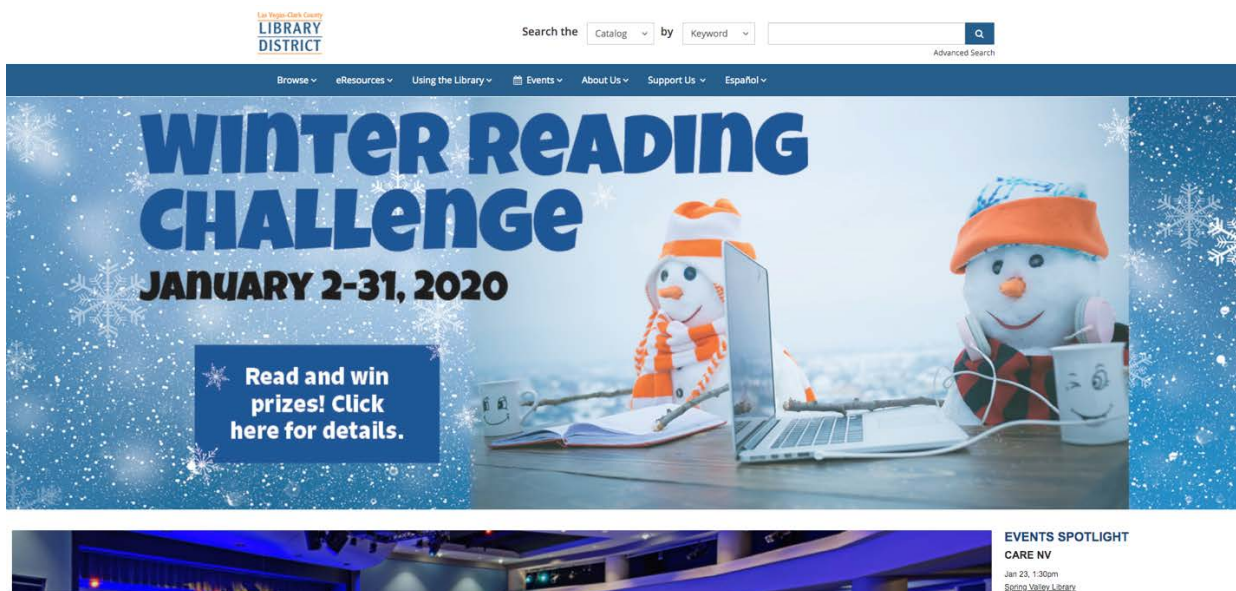 Las Vegas-Clark County
LIBRARY
DISTRICT
Search the Catalog by Keyword
Advanced Search
Browse eResources Using the Library Events About Us Support Us Español
WINTER READING
CHALLENGE
JANUARY 2-31, 2020
Read and win
prizes! Click
here for details.
EVENTS SPOTLIGHT
CARE NV
Jan 23, 1:30pm
Spring Valley Library